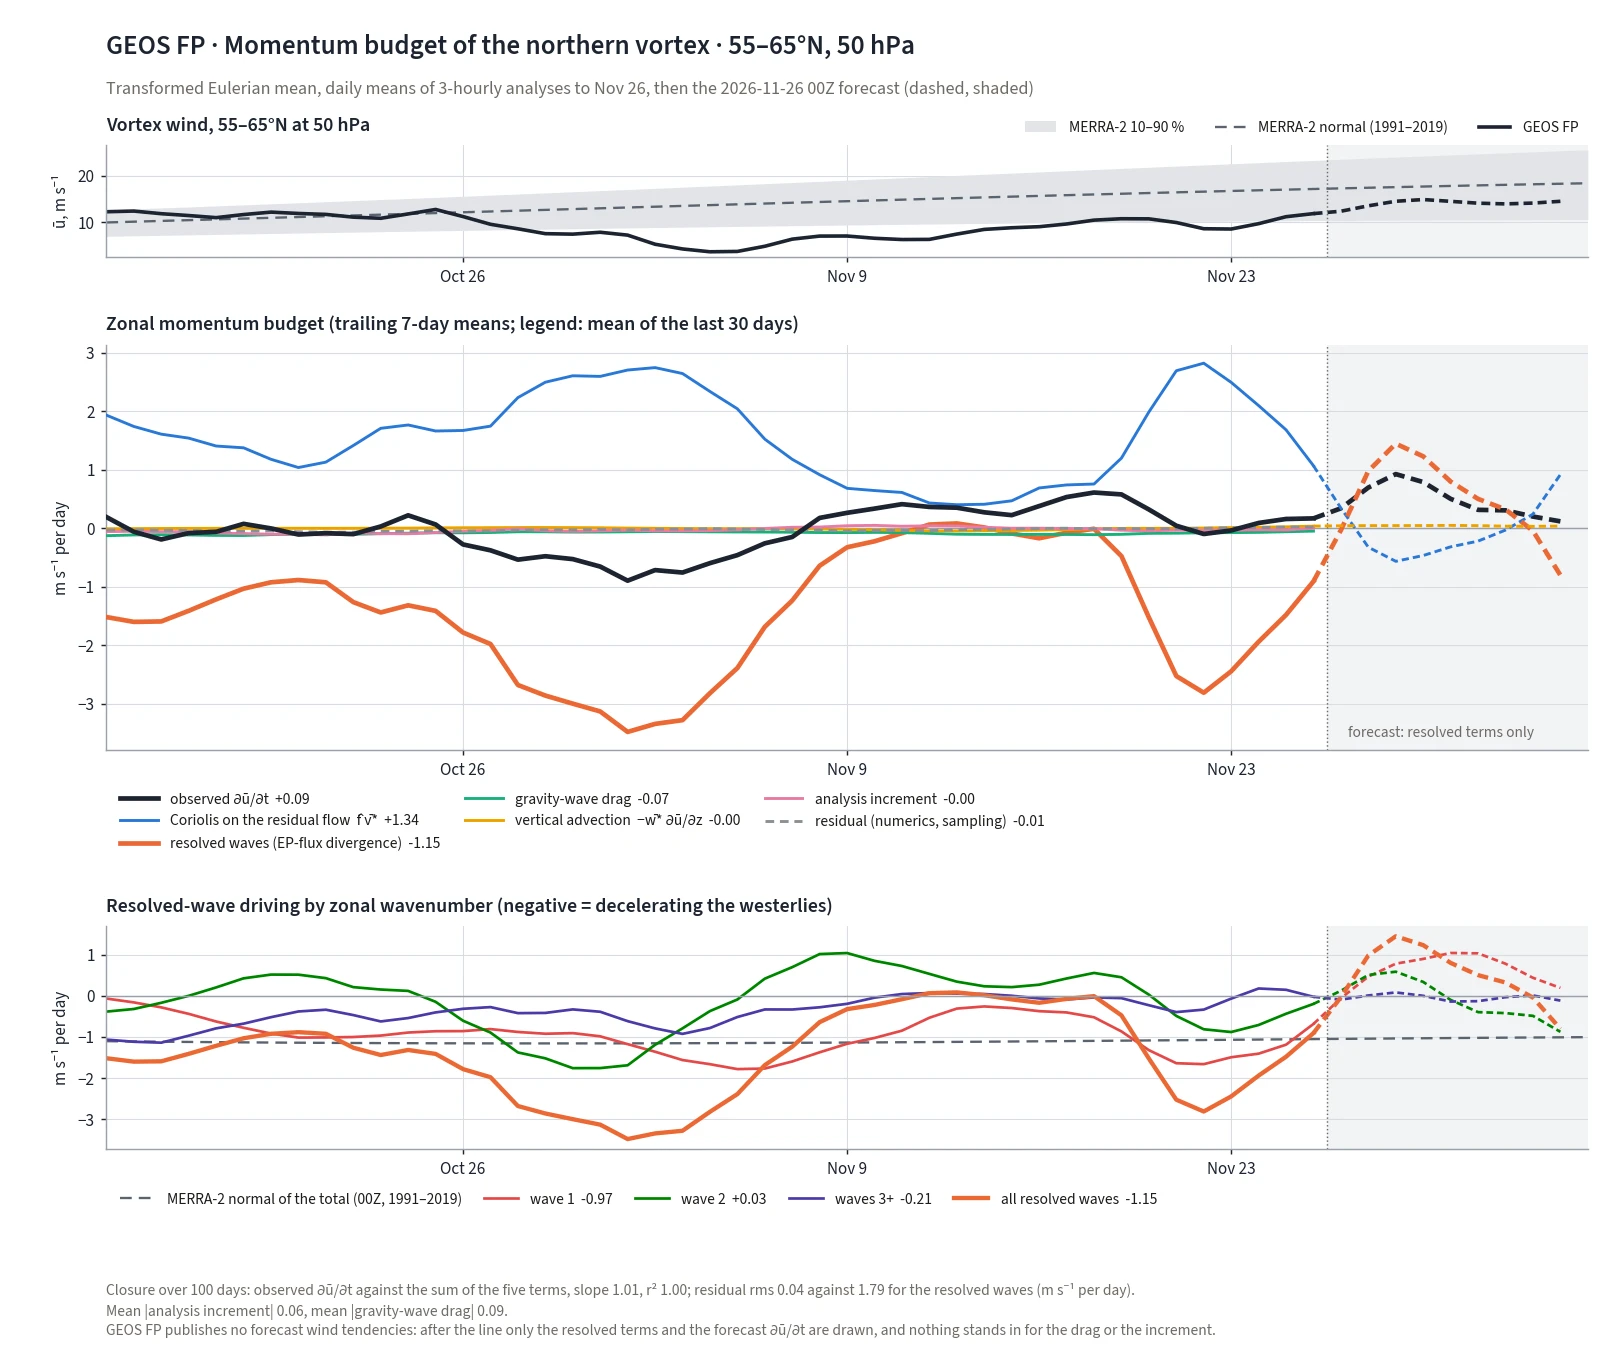 GEOS FP · Momentum budget of the northern vortex · 55–65°N, 50 hPa
Transformed Eulerian mean, daily means of 3-hourly analyses to Nov 26, then the 2026-11-26 00Z forecast (dashed, shaded)
Vortex wind, 55–65°N at 50 hPa
MERRA-2 10–90 %
MERRA-2 normal (1991–2019)
GEOS FP
ū, m s⁻¹
20
10
Oct 26
Nov 9
Nov 23
Zonal momentum budget (trailing 7-day means; legend: mean of the last 30 days)
m s⁻¹ per day
3
2
1
0
−1
−2
−3
forecast: resolved terms only
Oct 26
Nov 9
Nov 23
observed ∂ū/∂t +0.09
gravity-wave drag -0.07
analysis increment -0.00
Coriolis on the residual flow f v̄* +1.34
vertical advection −w̄* ∂ū/∂z -0.00
residual (numerics, sampling) -0.01
resolved waves (EP-flux divergence) -1.15
Resolved-wave driving by zonal wavenumber (negative = decelerating the westerlies)
m s⁻¹ per day
1
0
−1
−2
−3
Oct 26
Nov 9
Nov 23
MERRA-2 normal of the total (00Z, 1991–2019)
wave 1 -0.97
wave 2 +0.03
waves 3+ -0.21
all resolved waves -1.15
Closure over 100 days: observed ∂ū/∂t against the sum of the five terms, slope 1.01, r² 1.00; residual rms 0.04 against 1.79 for the resolved waves (m s⁻¹ per day).
Mean |analysis increment| 0.06, mean |gravity-wave drag| 0.09.
GEOS FP publishes no forecast wind tendencies: after the line only the resolved terms and the forecast ∂ū/∂t are drawn, and nothing stands in for the drag or the increment.